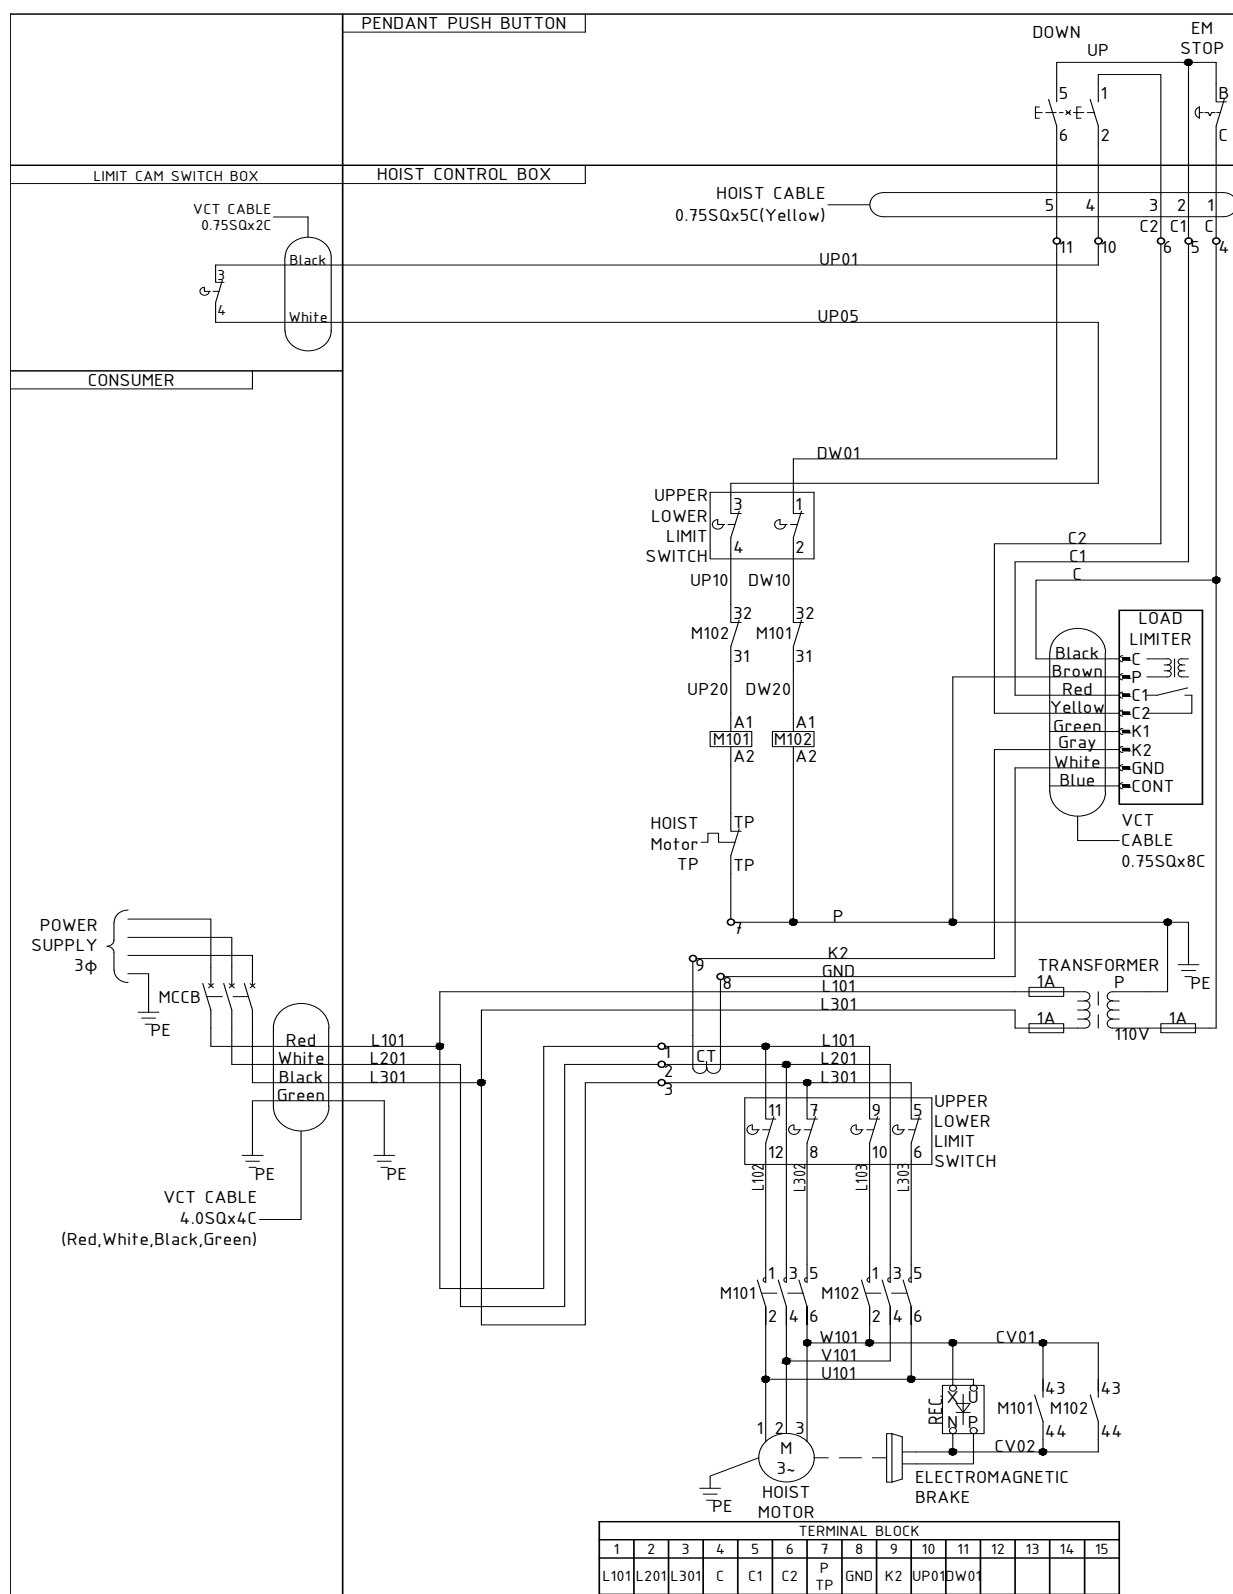 PENDANT PUSH BUTTON
DOWN
UP
EM
STOP
5
1
B
6
2
C
LIMIT CAM SWITCH BOX
HOIST CONTROL BOX
VCT CABLE
0.75SQx2C
HOIST CABLE
0.75SQx5C(Yellow)
5 4 3 2 1
C2 C1 C
11 10 6 5 4
Black
UP01
3
4
White
UP05
CONSUMER
DW01
UPPER
LOWER
LIMIT
SWITCH
3 1
4 2
UP10 DW10
C2
C1
C
32 32
M102 M101
31 31
UP20 DW20
A1 A1
M101 M102
A2 A2
LOAD
LIMITER
Black C
Brown P
Red C1
Yellow C2
Green K1
Gray K2
White GND
Blue CONT
VCT
CABLE
0.75SQx8C
HOIST
Motor
TP
TP
TP
7
P
PE
POWER
SUPPLY
3ф
MCCB
PE
9
K2
8
GND
L101
L301
TRANSFORMER
1A
P
1A
110V
1A
Red L101
White L201
Black L301
Green
PE
PE
VCT CABLE
4.0SQx4C
(Red,White,Black,Green)
1
2
3
CT
L101
L201
L301
UPPER
LOWER
LIMIT
SWITCH
11 7 9 5
12 8 10 6
L102 L302 L103 L303
1 3 5
M101
2 4 6
1 3 5
M102
2 4 6
W101
V101
U101
CV01
REC.
X U
N P
43
M101
44
43
M102
44
CV02
1 2 3
M
3~
PE
HOIST
MOTOR
ELECTROMAGNETIC
BRAKE
TERMINAL BLOCK
1 2 3 4 5 6 7 8 9 10 11 12 13 14 15
L101 L201 L301 C C1 C2 P TP GND K2 UP01 DW01